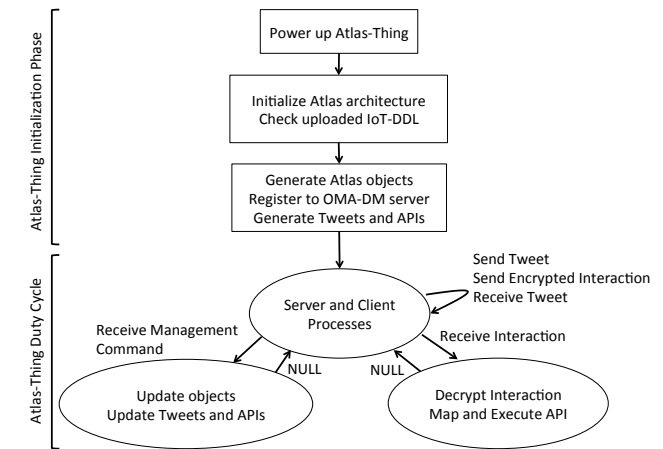 Atlas-Thing Initialization Phase
Power up Atlas-Thing
Initialize Atlas architecture
Check uploaded IoT-DDL
Generate Atlas objects
Register to OMA-DM server
Generate Tweets and APIs
Atlas-Thing Duty Cycle
Server and Client
Processes
Send Tweet
Send Encrypted Interaction
Receive Tweet
Receive Management
Command
NULL
Receive Interaction
NULL
Update objects
Update Tweets and APIs
Decrypt Interaction
Map and Execute API